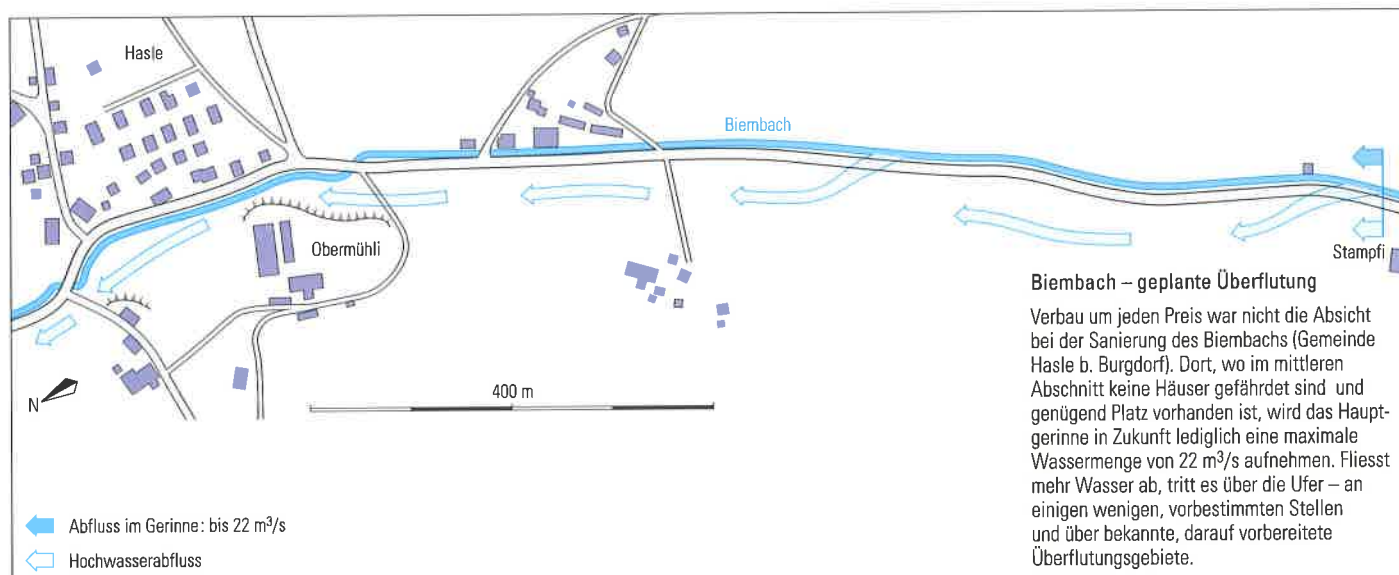 Hasle
Biembach
Obermühli
Stampfi
N
400 m
Biembach – geplante Überflutung
Verbau um jeden Preis war nicht die Absicht
bei der Sanierung des Biembachs (Gemeinde
Hasle b. Burgdorf). Dort, wo im mittleren
Abschnitt keine Häuser gefährdet sind und
genügend Platz vorhanden ist, wird das Haupt-
gerinne in Zukunft lediglich eine maximale
Wassermenge von 22 m³/s aufnehmen. Fliesst
mehr Wasser ab, tritt es über die Ufer – an
einigen wenigen, vorbestimmten Stellen
und über bekannte, darauf vorbereitete
Überflutungsgebiete.
Abfluss im Gerinne: bis 22 m³/s
Hochwasserabfluss